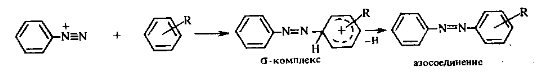 + N≡N + R N=N R H + -H N=N R
σ-комплекс азосоединение